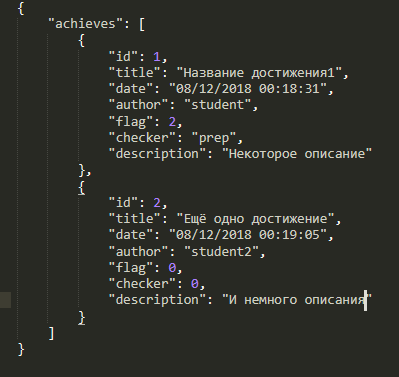 {
"achieves": [
{
"id": 1,
"title": "Название достижения1",
"date": "08/12/2018 00:18:31",
"author": "student",
"flag": 2,
"checker": "prep",
"description": "Некоторое описание"
},
{
"id": 2,
"title": "Ещё одно достижение",
"date": "08/12/2018 00:19:05",
"author": "student2",
"flag": 0,
"checker": 0,
"description": "И немного описания"
}
]
}